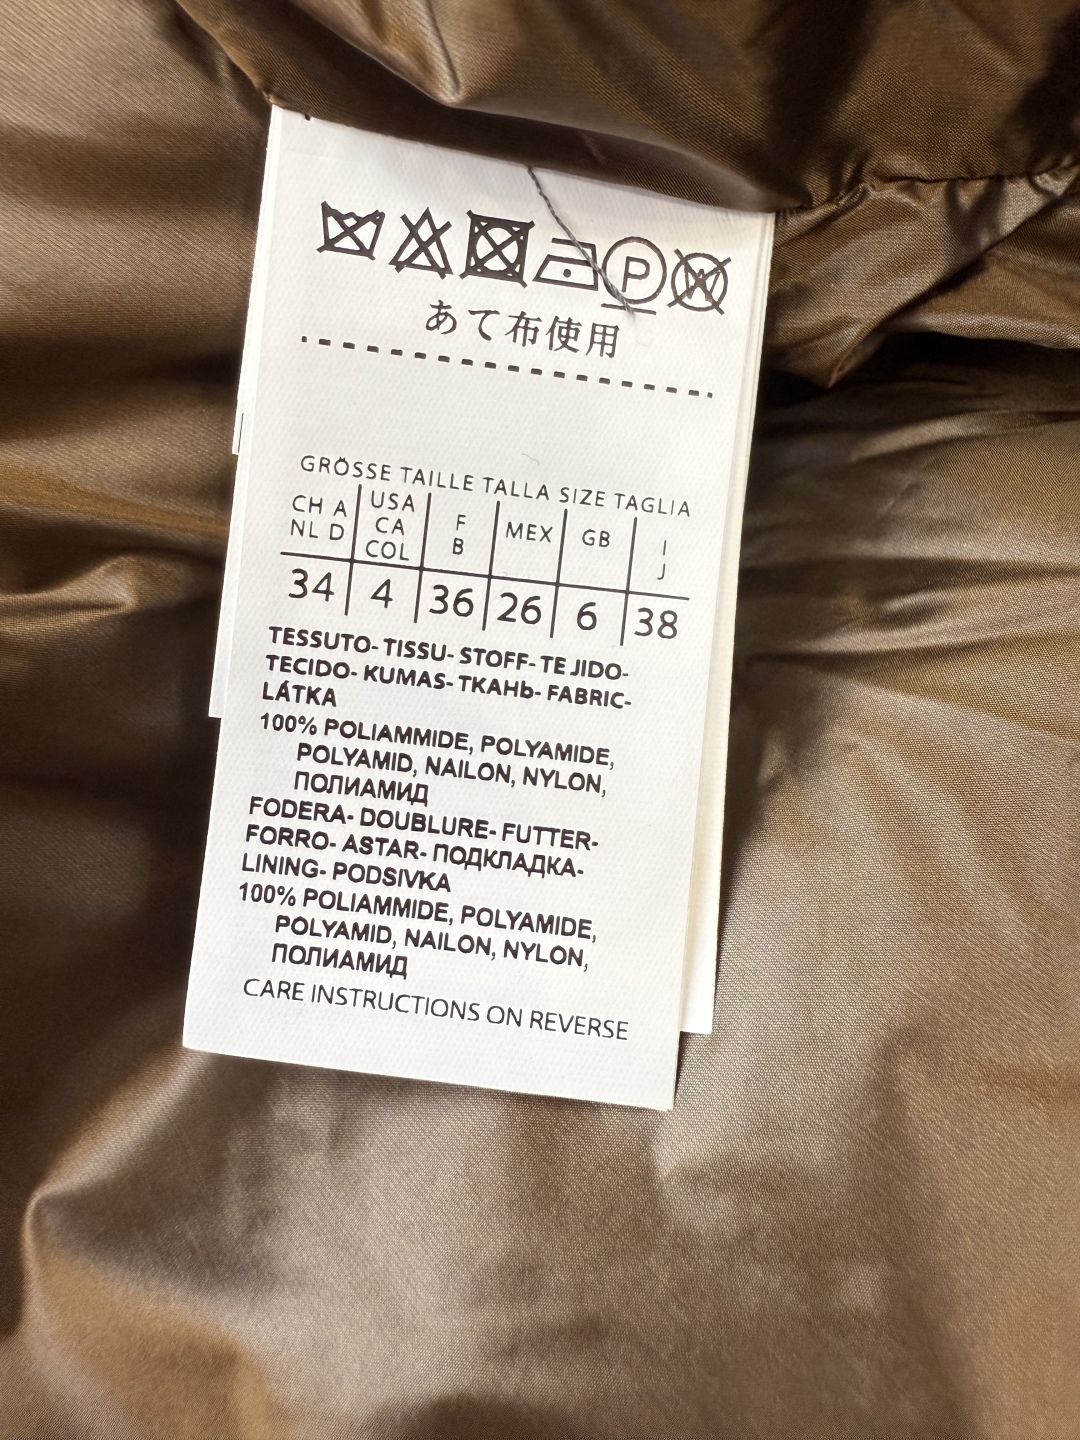 P W
あて布使用
GRÖSSE TAILLE TALLA SIZE TAGLIA
CH A NL D USA CA COL F B MEX GB I J
34 4 36 26 6 38
TESSUTO- TISSU- STOFF- TE JIDO-
TECIDO- KUMAS- ТКАНЬ- FABRIC-
LÁTKA
100% POLIAMMIDE, POLYAMIDE,
POLYAMID, NAILON, NYLON,
ПОЛИАМИД
FODERA- DOUBLURE- FUTTER-
FORRO- ASTAR- ПОДКЛАДКА-
LINING- PODSIVKA
100% POLIAMMIDE, POLYAMIDE,
POLYAMID, NAILON, NYLON,
ПОЛИАМИД
CARE INSTRUCTIONS ON REVERSE